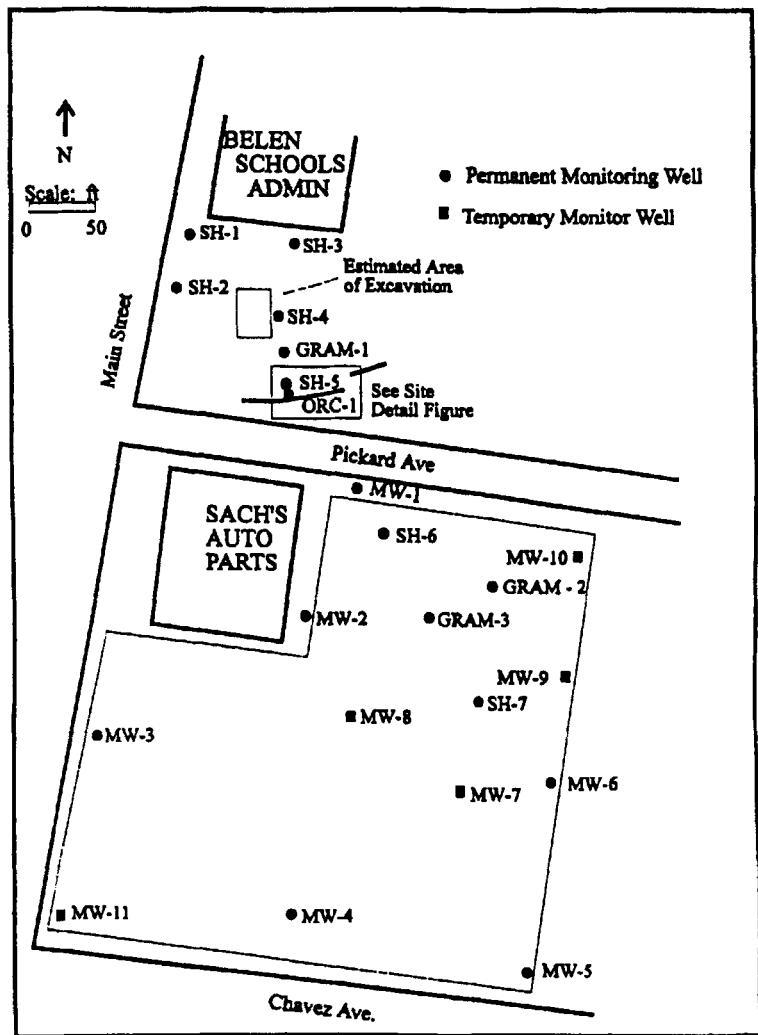 N
Scale: ft
0 50
BELEN
SCHOOLS
ADMIN
Permanent Monitoring Well
Temporary Monitor Well
SH-1
SH-3
Estimated Area
of Excavation
SH-2
SH-4
GRAM-1
SH-5
ORC-1
See Site
Detail Figure
Main Street
Pickard Ave
MW-1
SACH'S
AUTO
PARTS
SH-6
MW-10
GRAM - 2
MW-2
GRAM-3
MW-9
SH-7
MW-8
MW-3
MW-6
MW-7
MW-11
MW-4
MW-5
Chavez Ave.